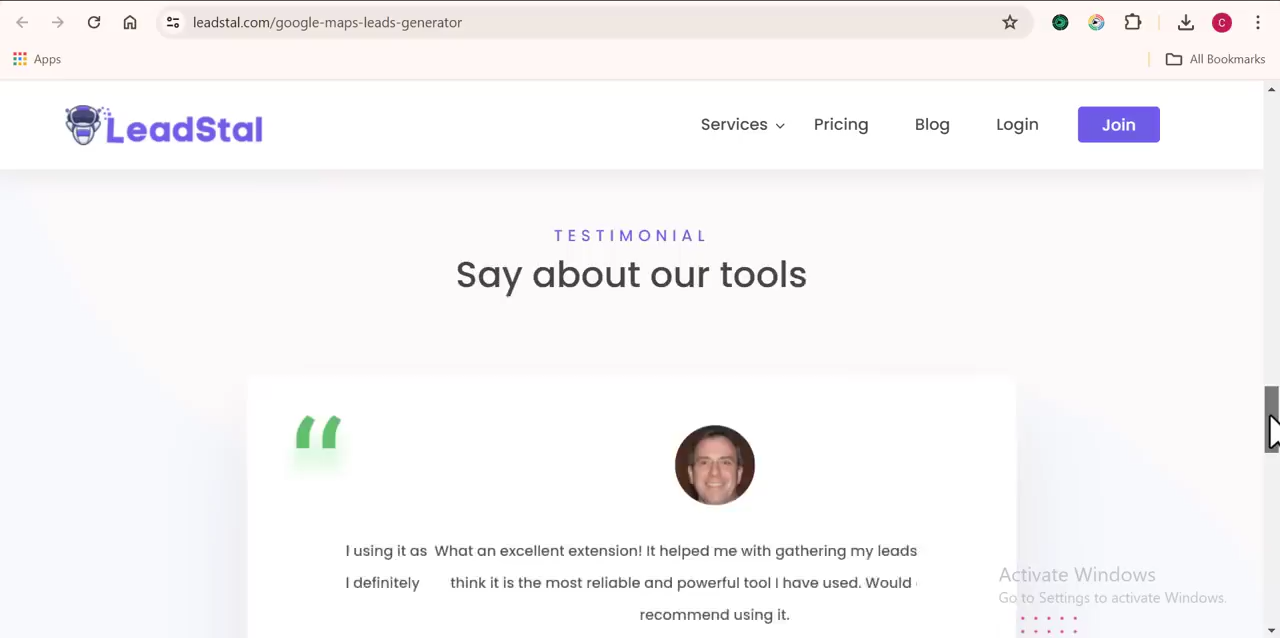 leadstal.com/google-maps-leads-generator
C
Apps
All Bookmarks
LeadStal
Services
Pricing
Blog
Login
Join
TESTIMONIAL
Say about our tools
I using it as What an excellent extension! It helped me with gathering my leads
I definitely think it is the most reliable and powerful tool I have used. Would
recommend using it.
Activate Windows
Go to Settings to activate Windows.